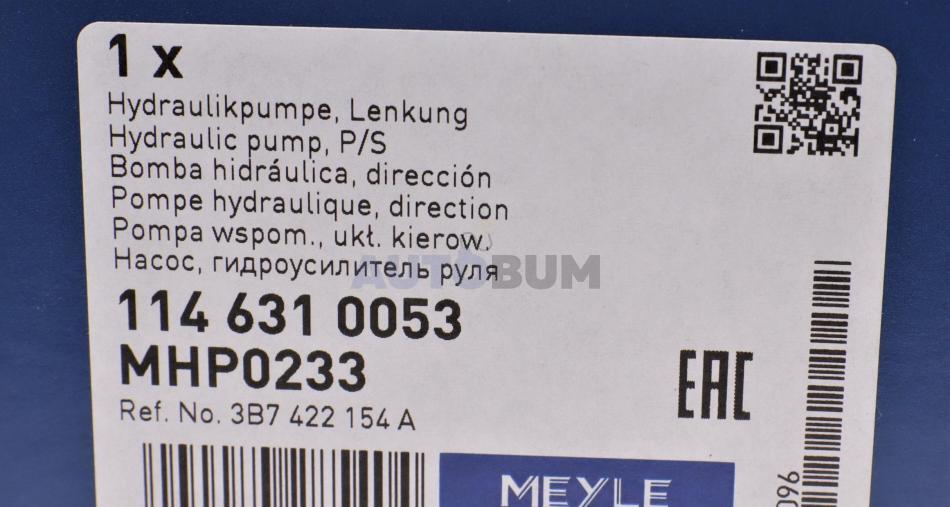 1 x
Hydraulikpumpe, Lenkung
Hydraulic pump, P/S
Bomba hidráulica, dirección
Pompe hydraulique, direction
Pompa wspom., ukł. kierow.
Насос, гидроусилитель руля
AUTOBUM
114 631 0053
MHP0233
EAC
Ref. No. 3B7 422 154 A
MEYLE